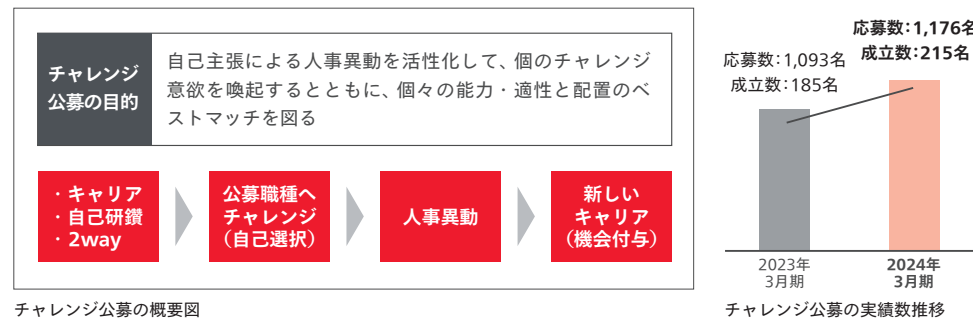 チャレンジ
公募の目的
自己主張による人事異動を活性化して、個のチャレンジ
意欲を喚起するとともに、個々の能力・適性と配置のベ
ストマッチを図る
・キャリア
・自己研鑽
・2way
公募職種へ
チャレンジ
（自己選択）
人事異動
新しい
キャリア
（機会付与）
チャレンジ公募の概要図
応募数：1,093名
成立数：185名
応募数：1,176名
成立数：215名
2023年
3月期
2024年
3月期
チャレンジ公募の実績数推移